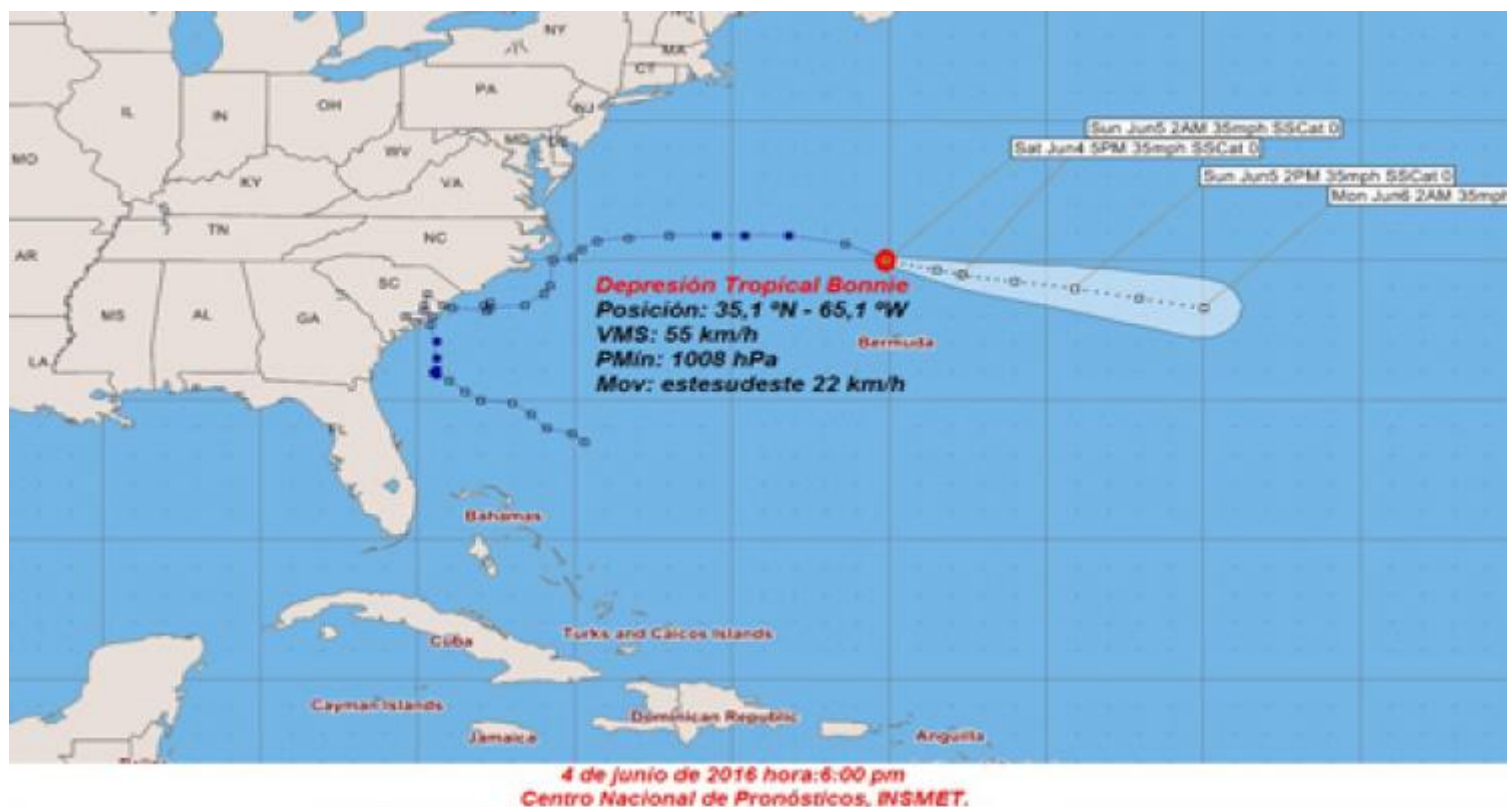 NY
MA
CT
PA
NJ
IL
IN
OH
MD
DE
MO
WV
KY
VA
Sun Jun5 2AM 35mph SSCat 0
Sat Jun4 5PM 35mph SSCat 0
Sun Jun5 2PM 35mph SSCat 0
Mon Jun6 2AM 35mph
TN
NC
AR
SC
MS
AL
GA
LA
FL
Depresión Tropical Bonnie
Posición: 35,1 ºN - 65,1 ºW
VMS: 55 km/h
PMín: 1008 hPa
Mov: estesudeste 22 km/h
Bermuda
Bahamas
Turks and Caicos Islands
Cuba
Cayman Islands
Dominican Republic
Jamaica
Anguilla
4 de junio de 2016 hora:6:00 pm
Centro Nacional de Pronósticos, INSMET.